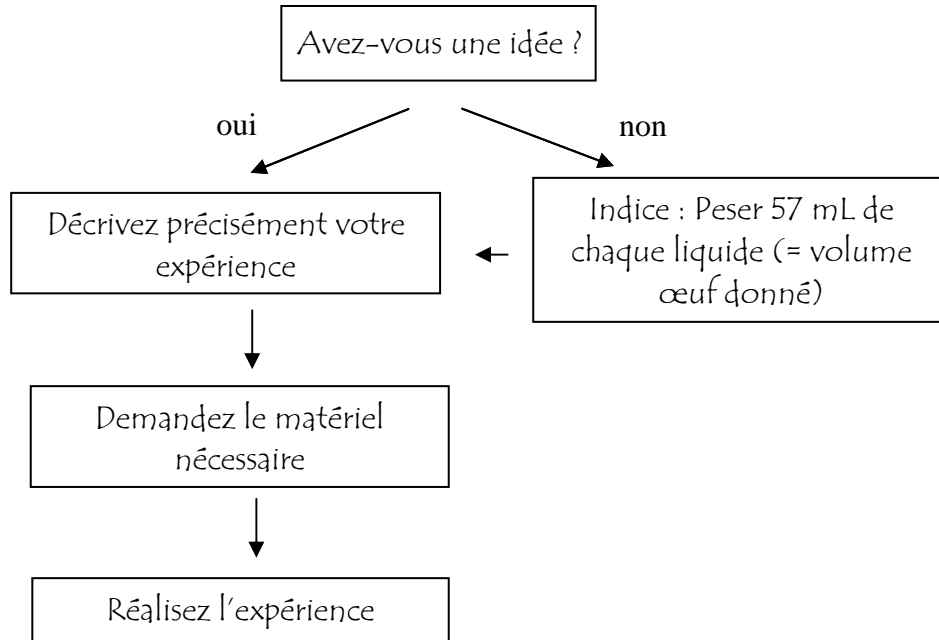 Avez-vous une idée ?
oui
non
Décrivez précisément votre
expérience
Indice : Peser 57 mL de
chaque liquide (= volume
œuf donné)
Demandez le matériel
nécessaire
Réalisez l'expérience